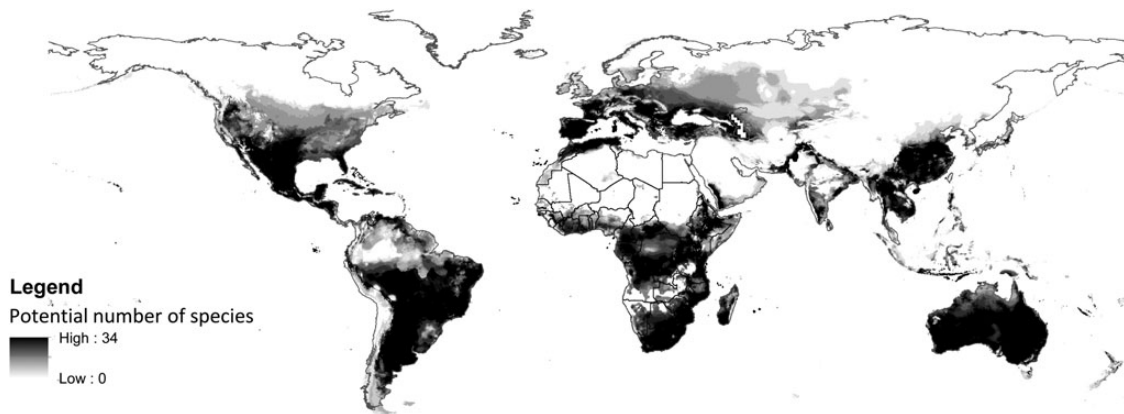 Legend
Potential number of species
High : 34
Low : 0